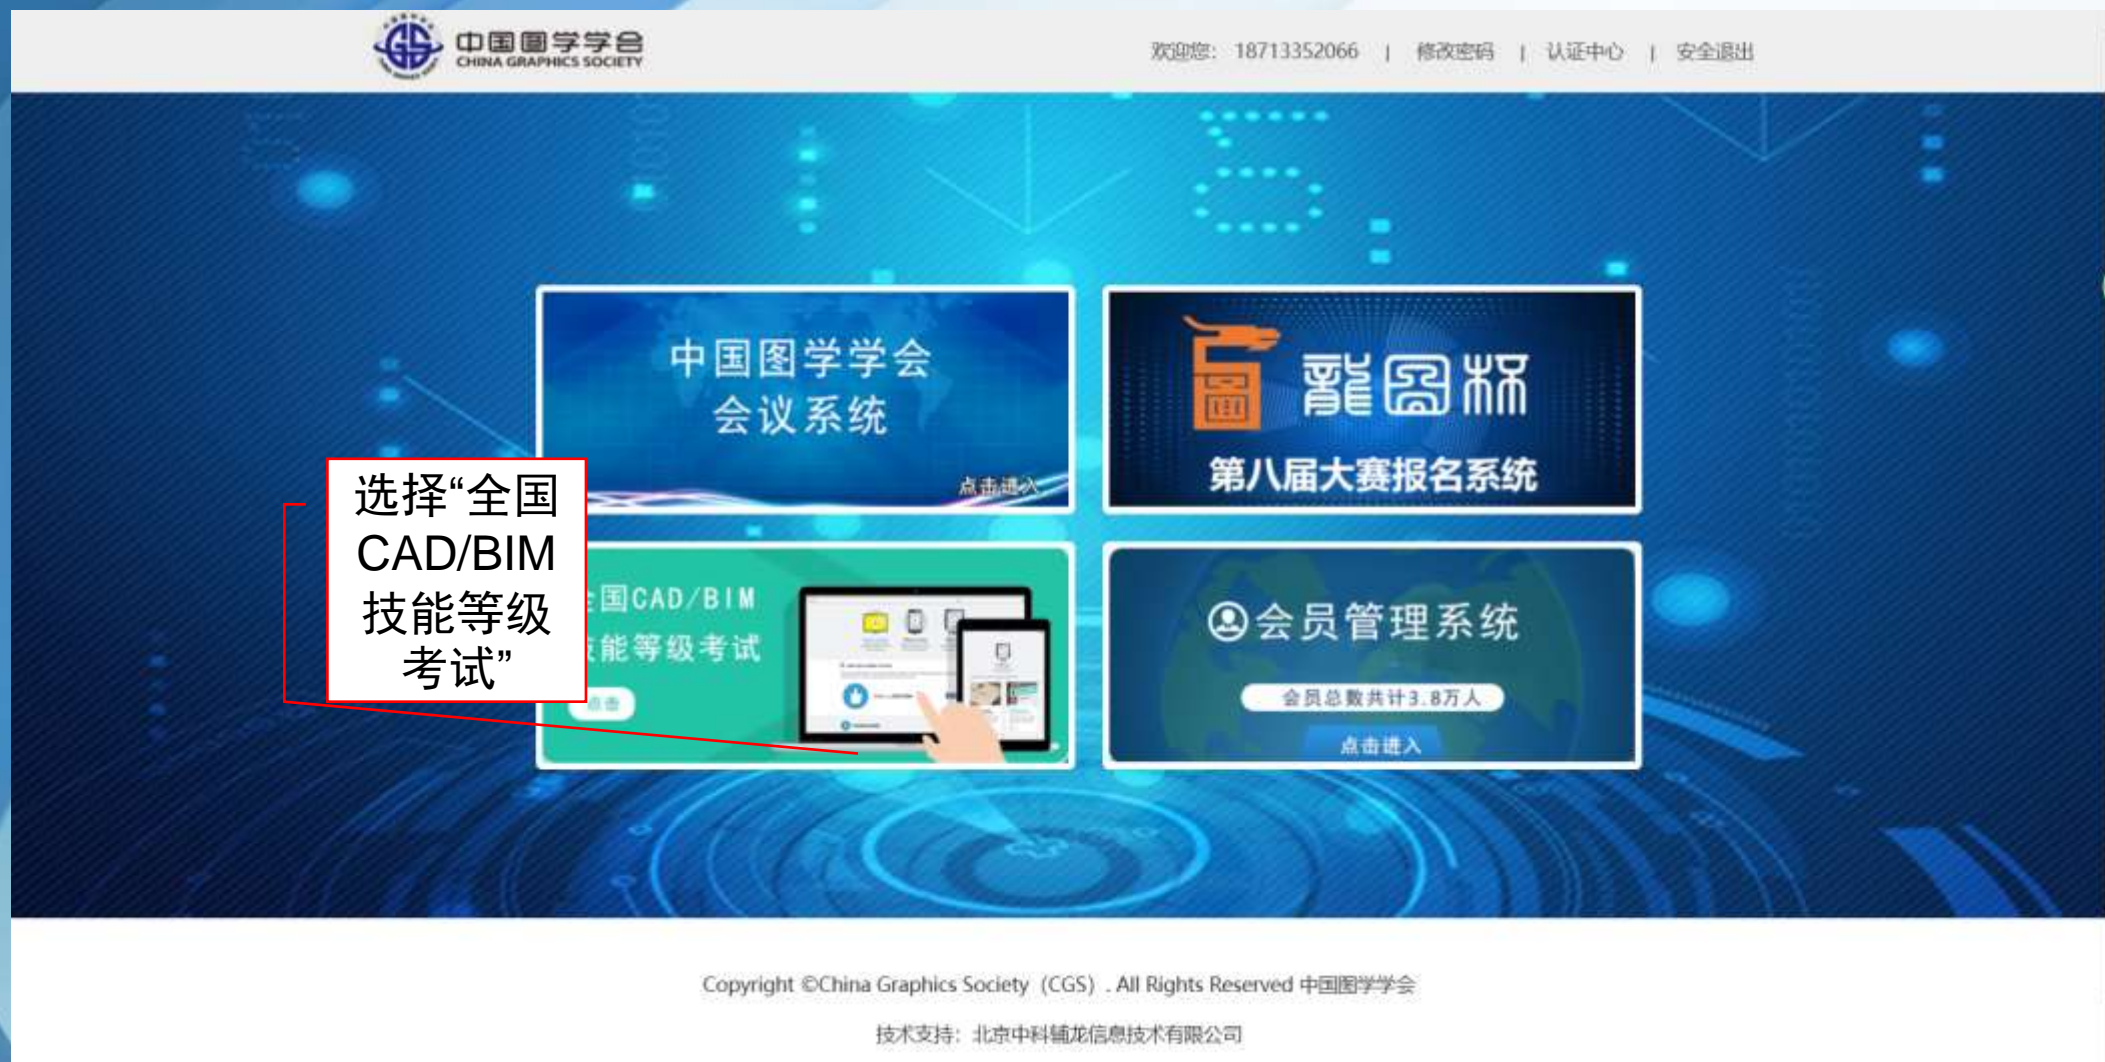 中国圖学学会
CHINA GRAPHICS SOCIETY
欢迎您： 18713352066 | 修改密码 | 认证中心 | 安全退出
中国图学学会
会议系统
点击进入
龍圖杯
第八届大赛报名系统
选择“全国
CAD/BIM
技能等级
考试”
国CAD/BIM
能等级考试
点击
会员管理系统
会员总数共计3.8万人
点击进入
Copyright ©China Graphics Society（CGS）. All Rights Reserved 中国图学学会
技术支持：北京中科辅龙信息技术有限公司